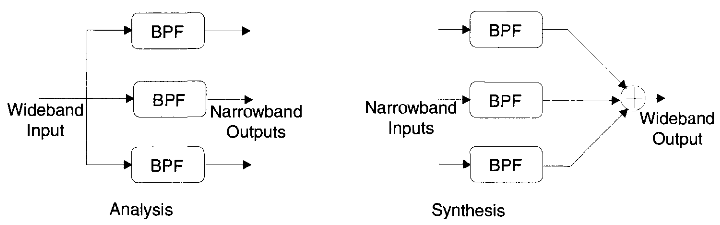 BPF
BPF
BPF
Wideband
Input
Narrowband
Outputs
Analysis
BPF
BPF
BPF
Narrowband
Inputs
Wideband
Output
Synthesis